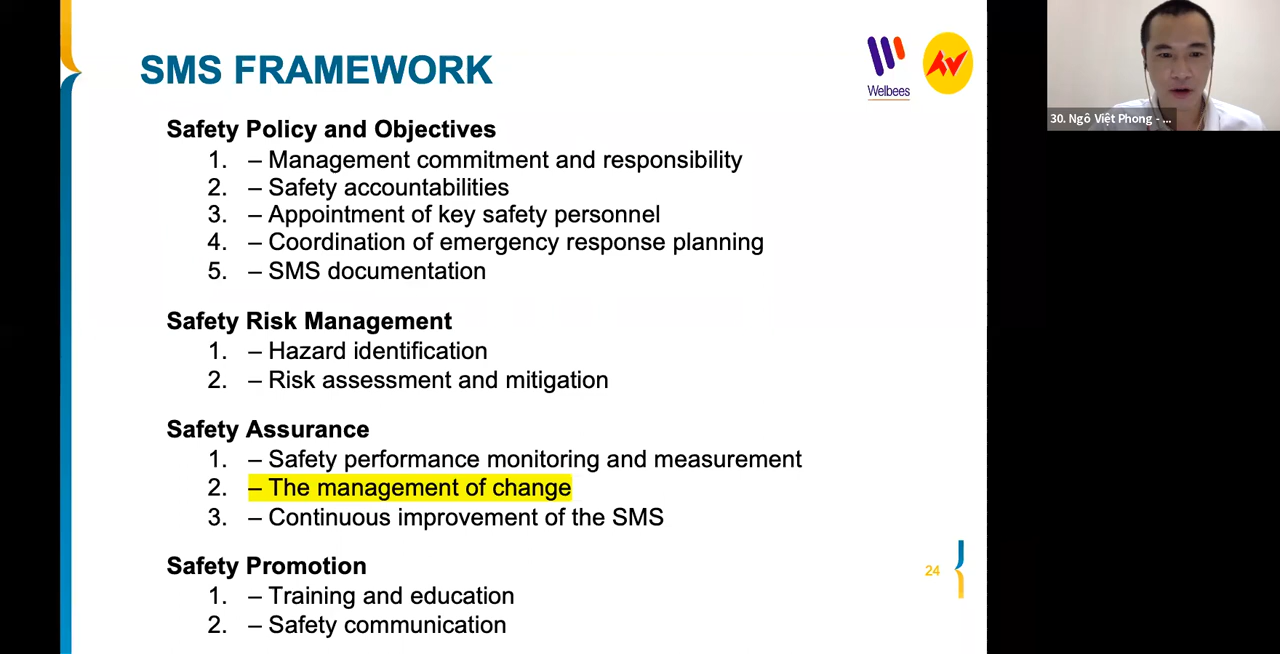 SMS FRAMEWORK
Welbees
30. Ngô Việt Phong - ...
Safety Policy and Objectives
1. – Management commitment and responsibility
2. – Safety accountabilities
3. – Appointment of key safety personnel
4. – Coordination of emergency response planning
5. – SMS documentation
Safety Risk Management
1. – Hazard identification
2. – Risk assessment and mitigation
Safety Assurance
1. – Safety performance monitoring and measurement
2. – The management of change
3. – Continuous improvement of the SMS
Safety Promotion
1. – Training and education
2. – Safety communication
24